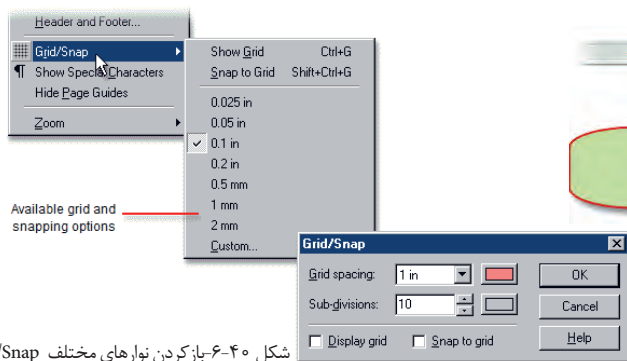 Header and Footer...
Grid/Snap
Show Special Characters
Hide Page Guides
Zoom
Show Grid Ctrl+G
Snap to Grid Shift+Ctrl+G
0.025 in
0.05 in
0.1 in
0.2 in
0.5 mm
1 mm
2 mm
Custom...
Available grid and
snapping options
Grid/Snap
Grid spacing: 1 in OK
Sub-divisions: 10 Cancel
Display grid Snap to grid Help
شکل ۴۰-۶-بازکردن نوارهای مختلف /Snap